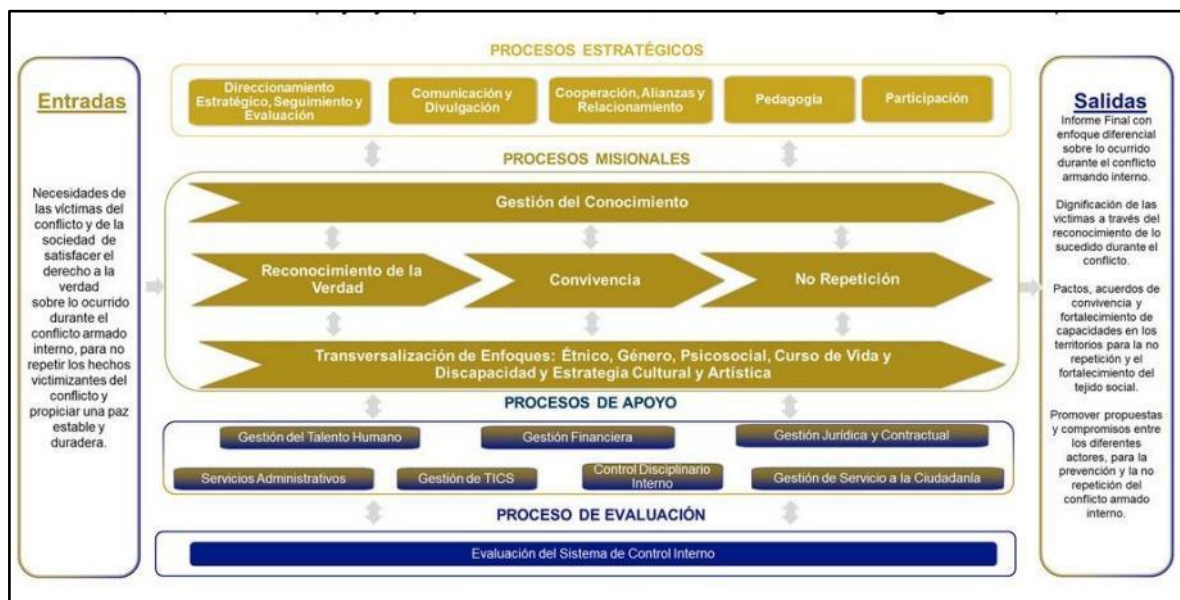 PROCESOS ESTRATÉGICOS
Entradas
Necesidades de
las víctimas del
conflicto y de la
sociedad de
satisfacer el
derecho a la
verdad
sobre lo ocurrido
durante el
conflicto armado
interno, para no
repetir los hechos
victimizantes del
conflicto y
propiciar una paz
estable y
duradera.
Direccionamiento
Estratégico, Seguimiento y
Evaluación
Comunicación y
Divulgación
Cooperación, Alianzas y
Relacionamiento
Pedagogia
Participación
PROCESOS MISIONALES
Gestión del Conocimiento
Reconocimiento de la
Verdad
Convivencia
No Repetición
Transversalización de Enfoques: Étnico, Género, Psicosocial, Curso de Vida y
Discapacidad y Estrategia Cultural y Artística
PROCESOS DE APOYO
Gestión del Talento Humano
Gestión Financiera
Gestión Jurídica y Contractual
Servicios Administrativos
Gestión de TICS
Control Disciplinario
Interno
Gestión de Servicio a la Ciudadanía
PROCESO DE EVALUACIÓN
Evaluación del Sistema de Control Interno
Salidas
Informe Final con
enfoque diferencial
sobre lo ocurrido
durante el conflicto
armando interno.
Dignificación de las
victimas a través del
reconocimiento de lo
sucedido durante el
conflicto.
Pactos, acuerdos de
convivencia y
fortalecimiento de
capacidades en los
territorios para la no
repetición y el
fortalecimiento del
tejido social.
Promover propuestas
y compromisos entre
los diferentes
actores, para la
prevención y la no
repetición del
conflicto armado
interno.